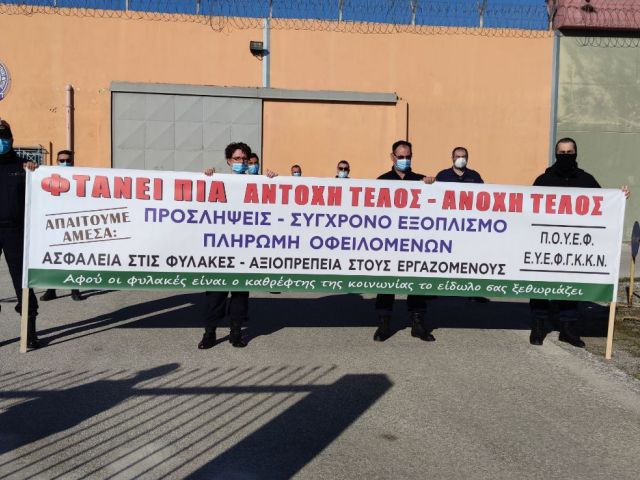 ΦΤΑΝΕΙ ΠΙΑ ΑΝΤΟΧΗ ΤΕΛΟΣ - ΑΝΟΧΗ ΤΕΛΟΣ
ΑΠΑΙΤΟΥΜΕ
ΑΜΕΣΑ:
ΠΡΟΣΛΗΨΕΙΣ - ΣΥΓΧΡΟΝΟ ΕΞΟΠΛΙΣΜΟ
ΠΛΗΡΩΜΗ ΟΦΕΙΛΟΜΕΝΩΝ
ΑΣΦΑΛΕΙΑ ΣΤΙΣ ΦΥΛΑΚΕΣ - ΑΞΙΟΠΡΕΠΕΙΑ ΣΤΟΥΣ ΕΡΓΑΖΟΜΕΝΟΥΣ
Π.Ο.Υ.Ε.Φ.
Ε.Υ.Ε.Φ.Γ.Κ.Κ.Ν.
Αφού οι φυλακές είναι ο καθρέφτης της κοινωνίας το είδωλο σας ξεθωριάζει